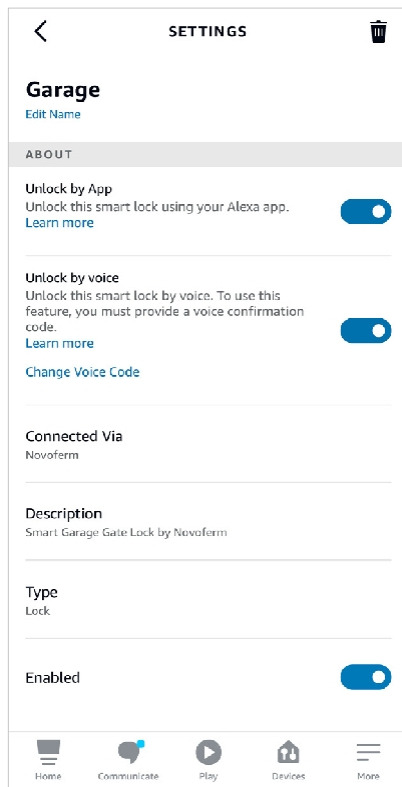 SETTINGS
Garage
Edit Name
ABOUT
Unlock by App
Unlock this smart lock using your Alexa app.
Learn more
Unlock by voice
Unlock this smart lock by voice. To use this
feature, you must provide a voice confirmation
code.
Learn more
Change Voice Code
Connected Via
Novoferm
Description
Smart Garage Gate Lock by Novoferm
Type
Lock
Enabled
Home Communicate Play Devices More